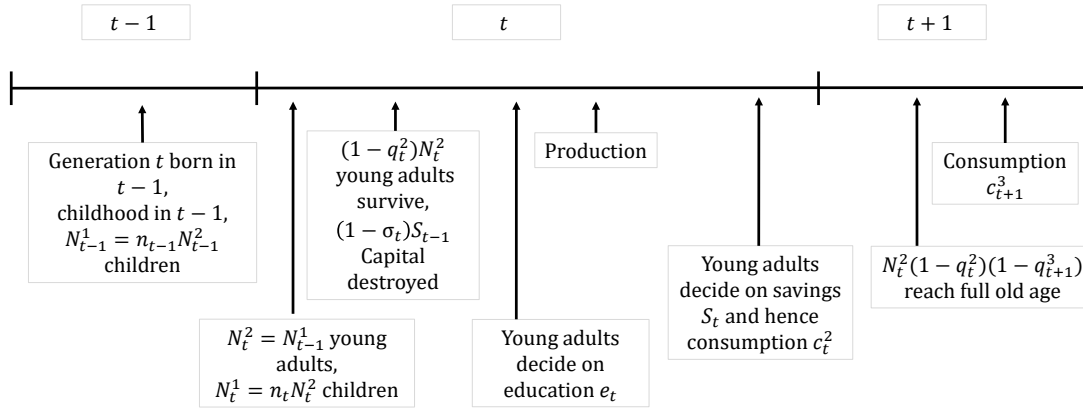 t − 1
t
t + 1
Generation t born in
t − 1,
childhood in t − 1,
N¹ₜ₋₁ = nₜ₋₁N²ₜ₋₁
children
(1 − q²ₜ)N²ₜ
young adults
survive,
(1 − σₜ)Sₜ₋₁
Capital
destroyed
Production
Consumption
c³ₜ₊₁
N²ₜ = N¹ₜ₋₁ young
adults,
N¹ₜ = nₜN²ₜ children
Young adults
decide on
education eₜ
Young adults
decide on savings
Sₜ and hence
consumption c²ₜ
N²ₜ(1 − q²ₜ)(1 − q³ₜ₊₁)
reach full old age